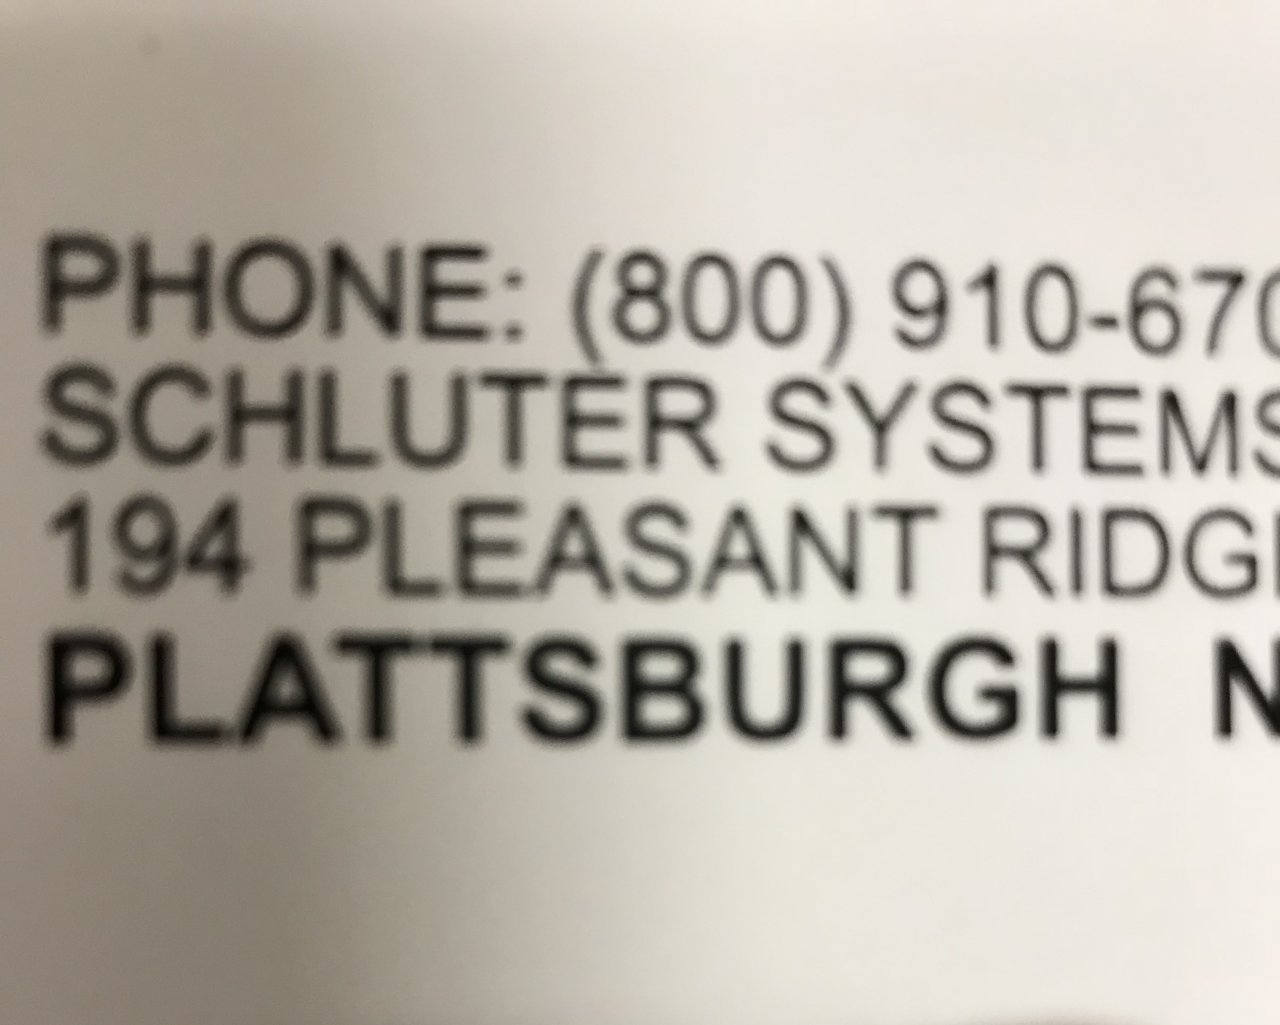 PHONE: (800) 910-670
SCHLUTER SYSTEMS
194 PLEASANT RIDG
PLATTSBURGH N